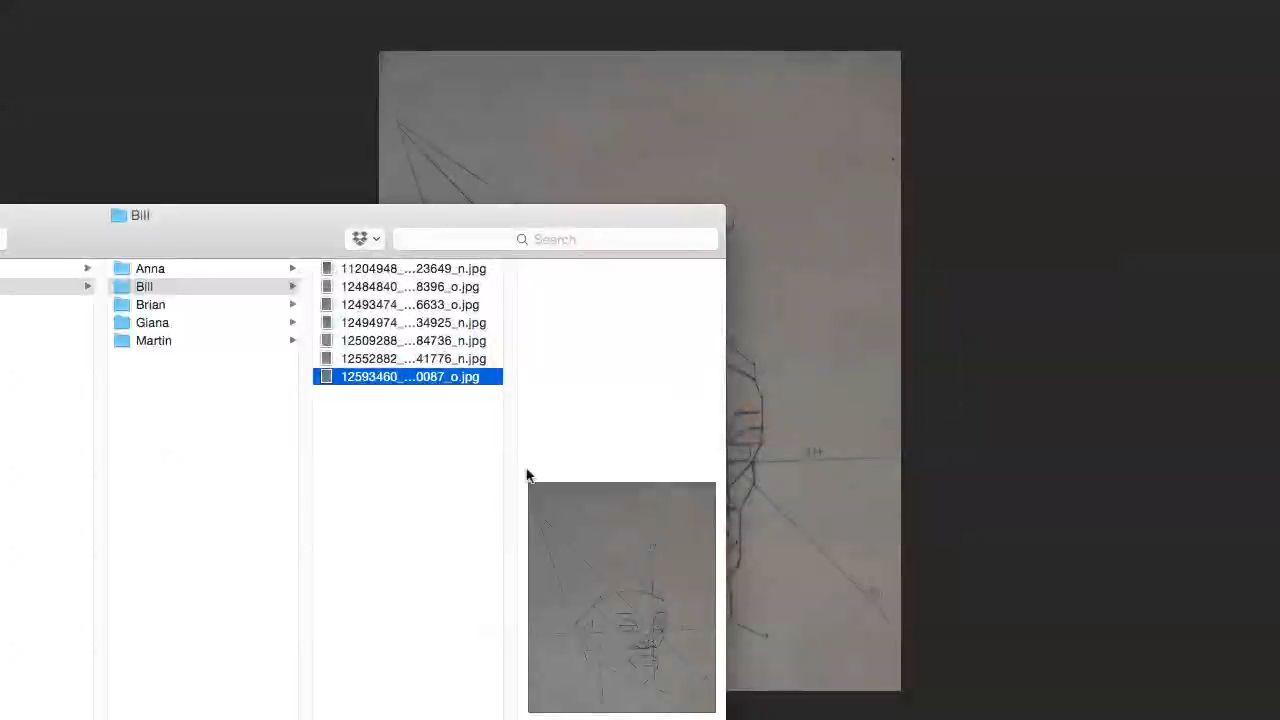 Bill
Search
Anna
Bill
Brian
Giana
Martin
11204948_...23649_n.jpg
12484840_...8396_o.jpg
12493474_...6633_o.jpg
12494974_...34925_n.jpg
12509288_...84736_n.jpg
12552882_...41776_n.jpg
12593460_...0087_o.jpg